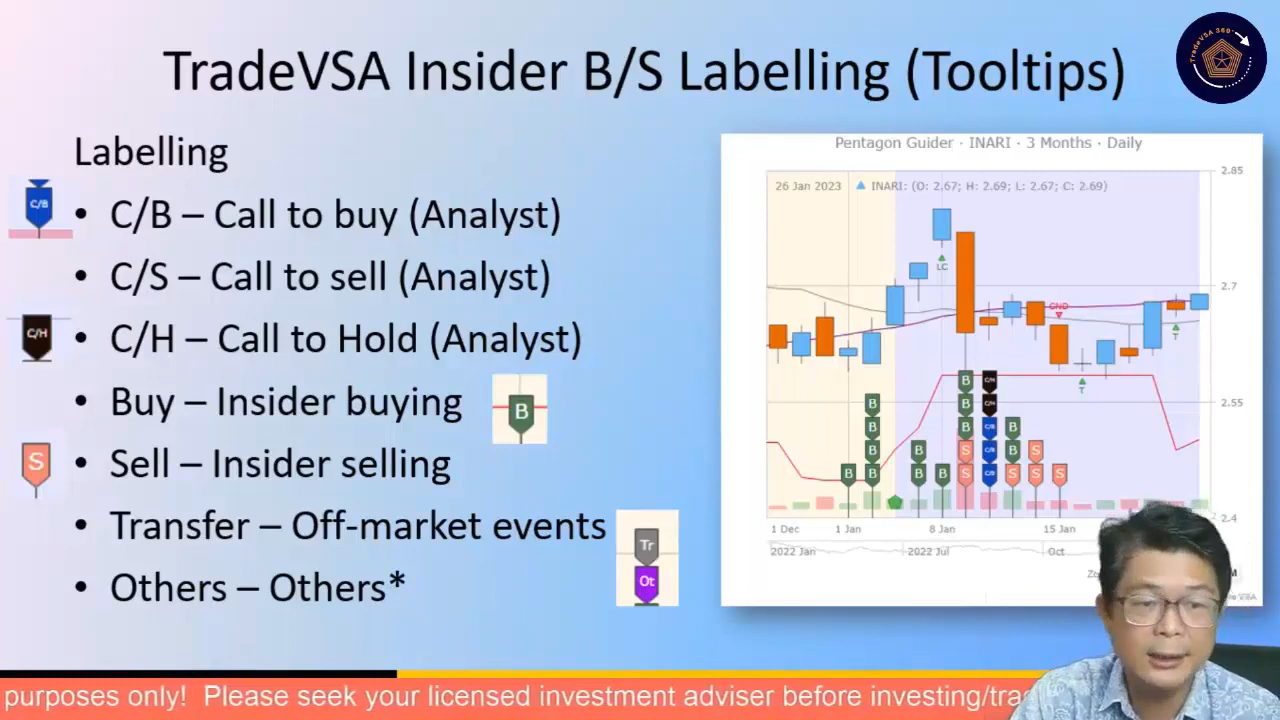 TradeVSA Insider B/S Labelling (Tooltips)
TradeVSA 360°
Labelling
C/B
• C/B – Call to buy (Analyst)
• C/S – Call to sell (Analyst)
C/H
• C/H – Call to Hold (Analyst)
• Buy – Insider buying
B
S
• Sell – Insider selling
• Transfer – Off-market events
Tr
• Others – Others*
Ot
Pentagon Guider · INARI · 3 Months · Daily
26 Jan 2023 INARI: (O: 2.67; H: 2.69; L: 2.67; C: 2.69)
2.85
LC
2.7
GND
T
T
2.55
B C/H
B C/H
B B C/B B
B B S C/B B S
B B B B S C/B S S S
2.4
1 Dec 1 Jan 8 Jan 15 Jan
2022 Jan 2022 Jul Oct
purposes only! Please seek your licensed investment adviser before investing/